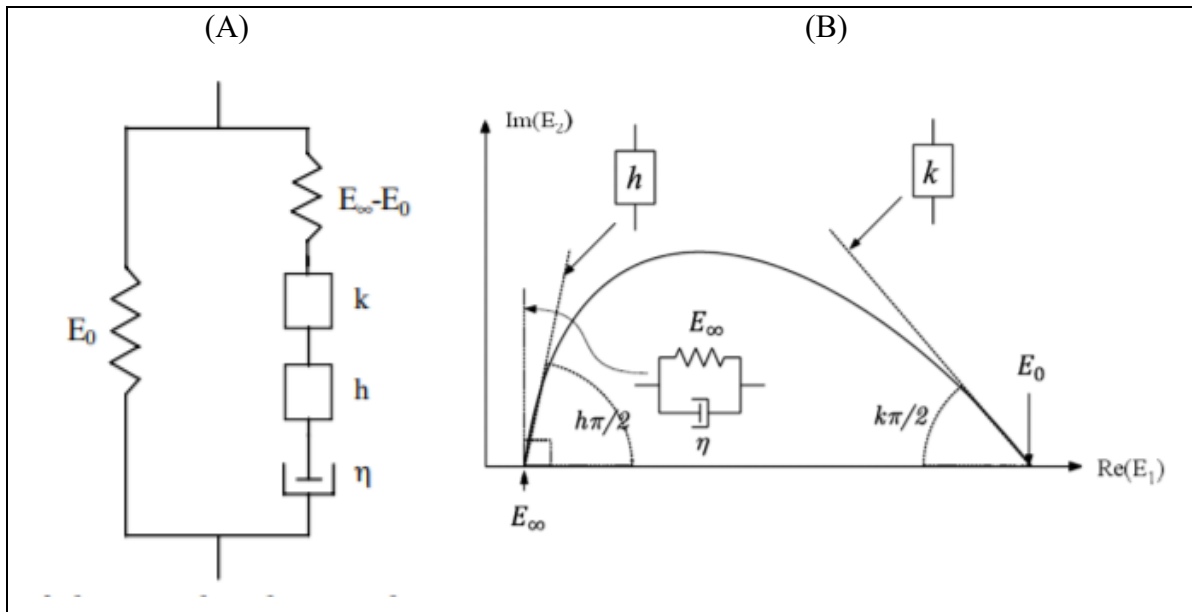 (A)
(B)
E₀
E∞-E₀
k
h
η
Im(E₂)
h
k
E∞
η
hπ/2
kπ/2
E₀
E∞
Re(E₁)